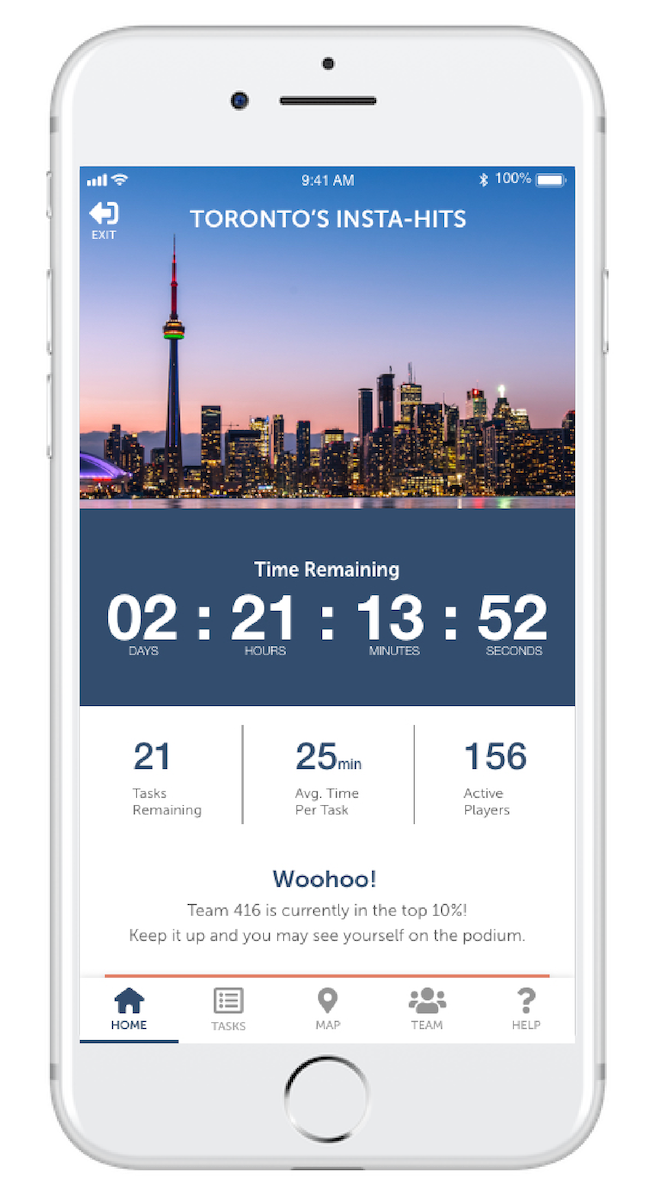 9:41 AM
100%
EXIT
TORONTO'S INSTA-HITS
Time Remaining
02 : 21 : 13 : 52
DAYS HOURS MINUTES SECONDS
21 25min 156
Tasks Avg. Time Active
Remaining Per Task Players
Woohoo!
Team 416 is currently in the top 10%!
Keep it up and you may see yourself on the podium.
HOME TASKS MAP TEAM HELP